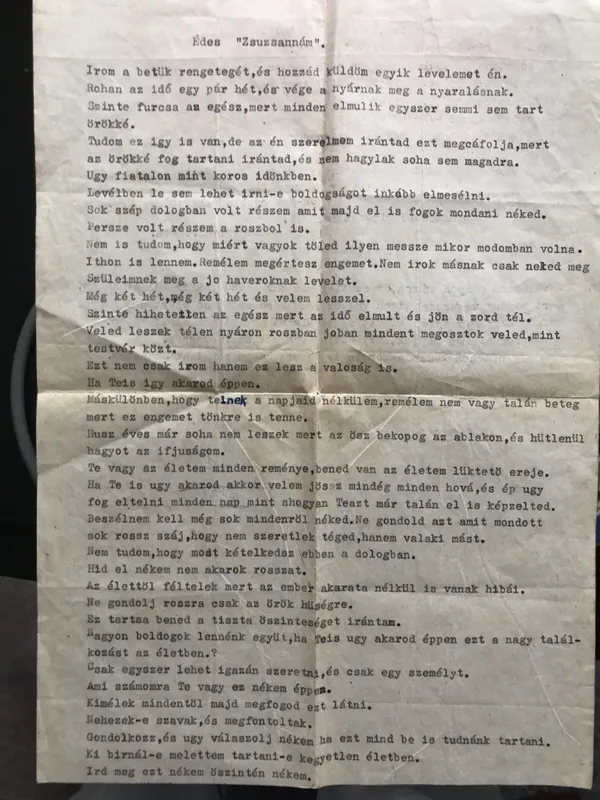 Édes "Zsuzsannám".
Irom a betük rengetegét,és hozzád küldöm egyik levelemet én.
Rohan az idő egy pár hét,és vége a nyárnak meg a nyaralásnak.
Szinte furcsa am egész,mert minden elmulik egyszer semmi sem tart
örökké.
Tudom ez igy is van,de az én szerelmem irántad ezt megcáfolja,mert
az örökké fog tartani irántad,és nem hagylak soha sem magadra.
Ugy fiatalon mint koros idönkben.
Levélben le sem lehet irni-e boldogságot inkább elmesélni.
Sok szép dologban volt részem amit majd el is fogok mondani néked.
Persze volt részem a roszbol is.
Nem is tudom,hogy miért vagyok töled ilyen messze mikor modomban volna.
Ithon is lennem.Remélem megértesz engemet.Nem irok másnak csak neked meg
Szüleimnek meg a jo haveroknak levelet.
Még két hét,még két hét és velem lesszel.
Szinte hihetetlen az egész mert az idő elmult és jön a zord tél.
Veled leszek télen nyáron roszban joban mindent megosztok veled,mint
testvér közt.
Ezt nem csak irom hanem ez lesz a valoság is.
Ha Teis igy akarod éppen.
Máskülönben,hogy telnek a napjaid nélkülem,remélem nem vagy talán beteg
mert ez engemet tönkre is tenne.
Husz éves már soha nem leszek mert az ösz bekopog az ablakon,és hütlenül
hagyot az ifjuságom.
Te vagy az életem minden reménye,bened van az életem lüktetö ereje.
Ha Te is ugy akarod akkor velem jösz mindég minden hová,és ép ugy
fog eltelni minden nap mint ahogyan Teazt már talán el is képzelted.
Beszélnem kell még sok mindenröl néked.Ne gondold azt amit mondott
sok rossz száj,hogy nem szeretlek téged,hanem valaki mást.
Nem tudom,hogy most kételkedsz ebben a dologban.
Hid el nékem nem akarok rosszat.
Az élettöl féltelek mert az ember akarata nélkül is vanak hibái.
Ne gondolj roszra csak az örök hüségre.
Ez tartsa bened a tiszta öszinteséget irántam.
Nagyon boldogok lennénk együt,ha Teis ugy akarod éppen ezt a nagy talál-
kozást az életben.?
Csak egyszer lehet igazán szeretni,és csak egy személyt.
Ami számomra Te vagy ez nékem éppen.
Kimélek mindentöl majd megfogod ezt látni.
Nehezek-e szavak,és megfontoltak.
Gondolkozz,és ugy válaszolj nékem ha ezt mind be is tudnánk tartani.
Ki birnál-e melettem tartani-e kegyetlen életben.
Ird meg ezt nékem öszintén nékem.